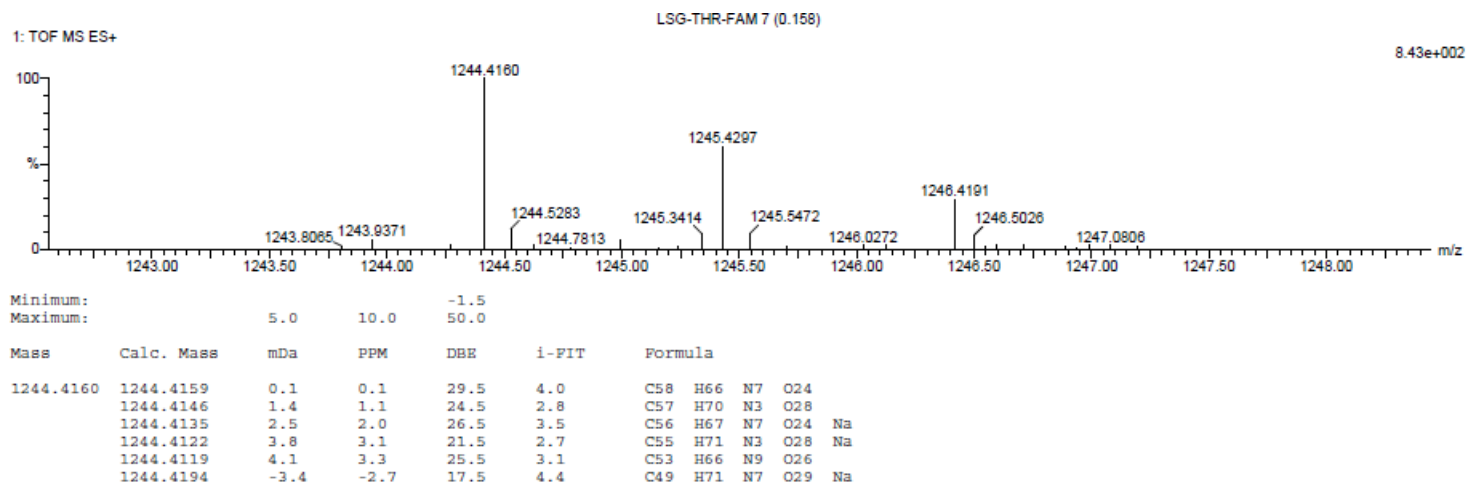 LSG-THR-FAM 7 (0.158)
1: TOF MS ES+
8.43e+002
100
%
0
1244.4160
1245.4297
1246.4191
1243.8065
1243.9371
1244.5283
1244.7813
1245.3414
1245.5472
1246.0272
1246.5026
1247.0806
m/z
1243.00 1243.50 1244.00 1244.50 1245.00 1245.50 1246.00 1246.50 1247.00 1247.50 1248.00
Minimum: -1.5
Maximum: 5.0 10.0 50.0
Mass Calc. Mass mDa PPM DBE i-FIT Formula
1244.4160 1244.4159 0.1 0.1 29.5 4.0 C58 H66 N7 O24
1244.4146 1.4 1.1 24.5 2.8 C57 H70 N3 O28
1244.4135 2.5 2.0 26.5 3.5 C56 H67 N7 O24 Na
1244.4122 3.8 3.1 21.5 2.7 C55 H71 N3 O28 Na
1244.4119 4.1 3.3 25.5 3.1 C53 H66 N9 O26
1244.4194 -3.4 -2.7 17.5 4.4 C49 H71 N7 O29 Na